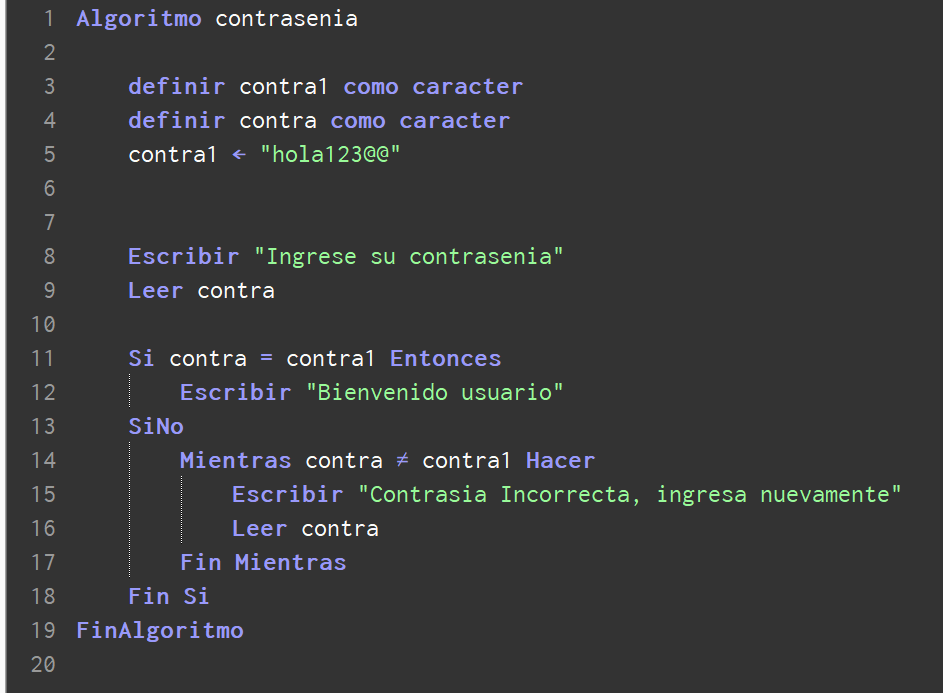 1 Algoritmo contrasenia
2
3 definir contra1 como caracter
4 definir contra como caracter
5 contra1 ← "hola123@@"
6
7
8 Escribir "Ingrese su contrasenia"
9 Leer contra
10
11 Si contra = contra1 Entonces
12 Escribir "Bienvenido usuario"
13 SiNo
14 Mientras contra ≠ contra1 Hacer
15 Escribir "Contrasia Incorrecta, ingresa nuevamente"
16 Leer contra
17 Fin Mientras
18 Fin Si
19 FinAlgoritmo
20